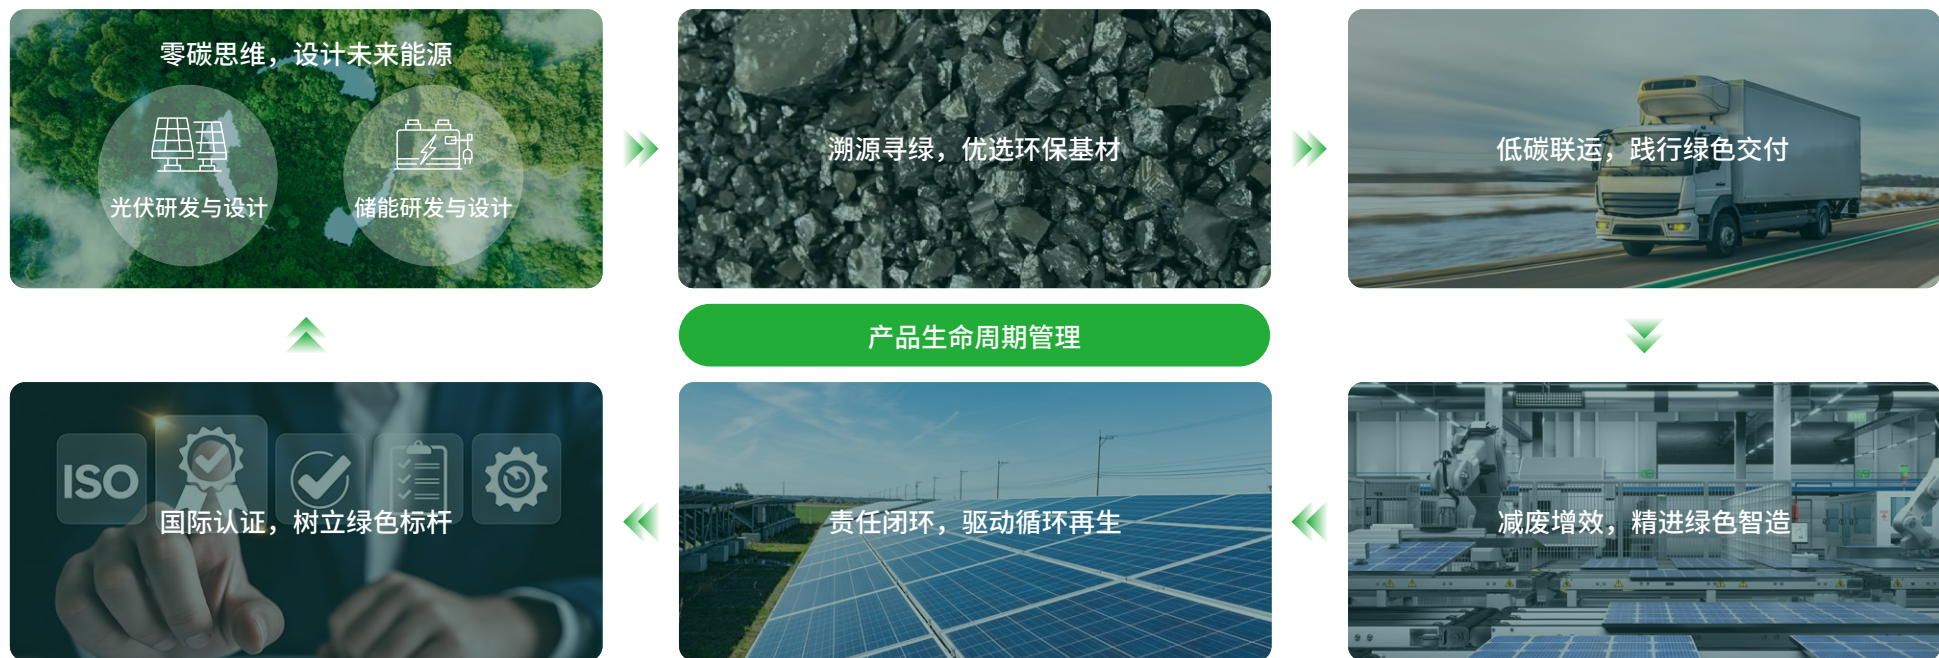 零碳思维，设计未来能源
光伏研发与设计
储能研发与设计
溯源寻绿，优选环保基材
低碳联运，践行绿色交付
产品生命周期管理
ISO
国际认证，树立绿色标杆
责任闭环，驱动循环再生
减废增效，精进绿色智造